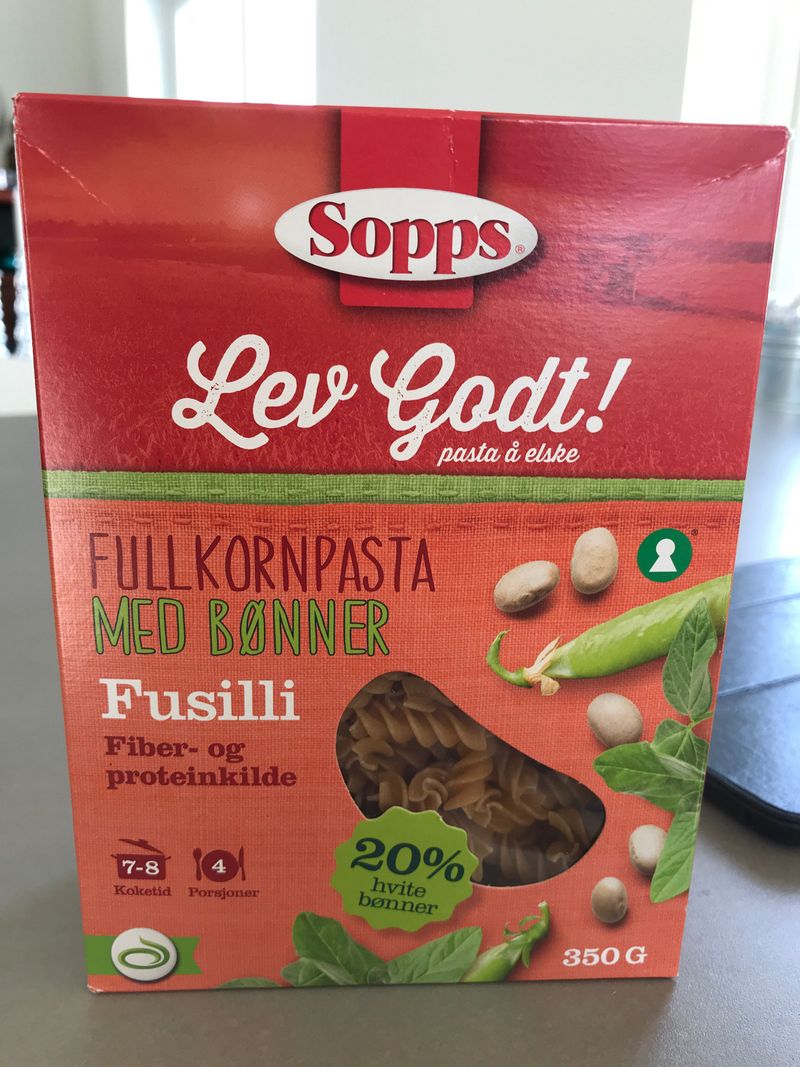 Sopps®
Lev Godt!
pasta å elske
FULLKORNPASTA
MED BØNNER
Fusilli
Fiber- og
proteinkilde
7-8
Koketid
4
Porsjoner
20%
hvite
bønner
350 G